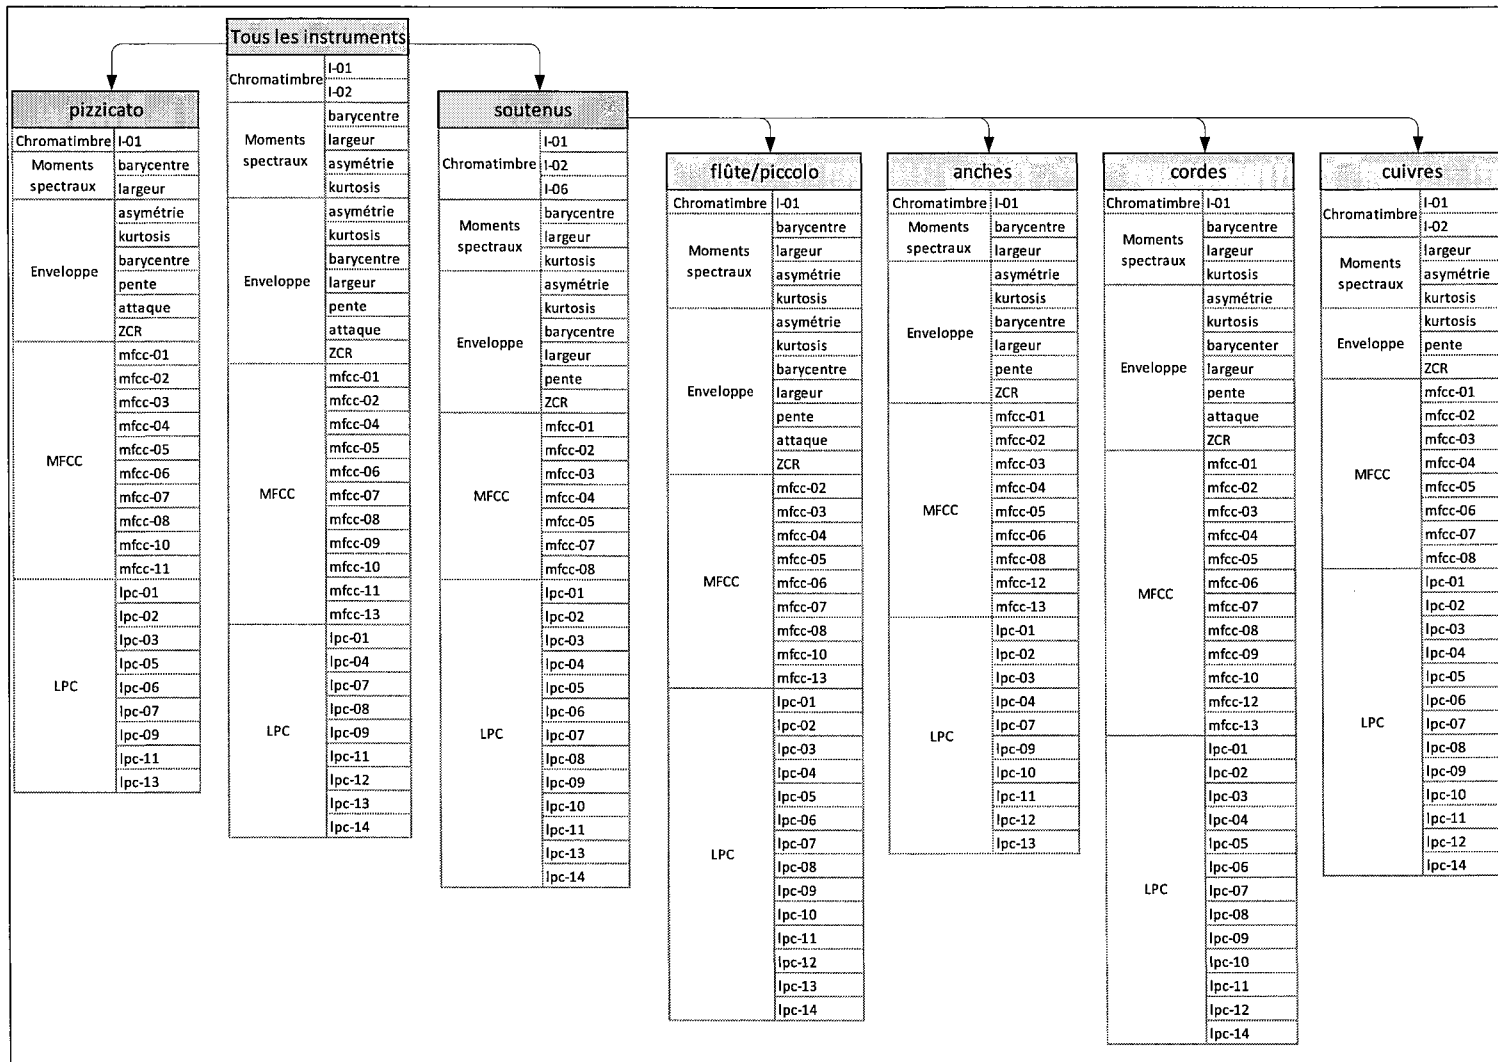 Tous les instruments
Chromatimbre
I-01
I-02
Moments
spectraux
barycentre
largeur
asymétrie
kurtosis
Enveloppe
asymétrie
kurtosis
barycentre
largeur
pente
attaque
ZCR
MFCC
mfcc-01
mfcc-02
mfcc-04
mfcc-05
mfcc-06
mfcc-07
mfcc-08
mfcc-09
mfcc-10
mfcc-11
mfcc-13
LPC
lpc-01
lpc-04
lpc-07
lpc-08
lpc-09
lpc-11
lpc-12
lpc-13
lpc-14
pizzicato
Chromatimbre
I-01
Moments
spectraux
barycentre
largeur
Enveloppe
asymétrie
kurtosis
barycentre
pente
attaque
ZCR
MFCC
mfcc-01
mfcc-02
mfcc-03
mfcc-04
mfcc-05
mfcc-06
mfcc-07
mfcc-08
mfcc-10
mfcc-11
LPC
lpc-01
lpc-02
lpc-03
lpc-05
lpc-06
lpc-07
lpc-09
lpc-11
lpc-13
soutenus
Chromatimbre
I-01
I-02
I-06
Moments
spectraux
barycentre
largeur
kurtosis
Enveloppe
asymétrie
kurtosis
barycentre
largeur
pente
ZCR
MFCC
mfcc-01
mfcc-02
mfcc-03
mfcc-04
mfcc-05
mfcc-07
mfcc-08
LPC
lpc-01
lpc-02
lpc-03
lpc-04
lpc-05
lpc-06
lpc-07
lpc-08
lpc-09
lpc-10
lpc-11
lpc-13
lpc-14
flûte/piccolo
Chromatimbre
I-01
Moments
spectraux
barycentre
largeur
asymétrie
kurtosis
Enveloppe
asymétrie
kurtosis
barycentre
largeur
pente
attaque
ZCR
MFCC
mfcc-02
mfcc-03
mfcc-04
mfcc-05
mfcc-06
mfcc-07
mfcc-08
mfcc-10
mfcc-13
LPC
lpc-01
lpc-02
lpc-03
lpc-04
lpc-05
lpc-06
lpc-07
lpc-08
lpc-09
lpc-10
lpc-11
lpc-12
lpc-13
lpc-14
anches
Chromatimbre
I-01
Moments
spectraux
barycentre
largeur
Enveloppe
asymétrie
kurtosis
barycentre
largeur
pente
ZCR
MFCC
mfcc-01
mfcc-02
mfcc-03
mfcc-04
mfcc-05
mfcc-06
mfcc-08
mfcc-12
mfcc-13
LPC
lpc-01
lpc-02
lpc-03
lpc-04
lpc-07
lpc-09
lpc-10
lpc-11
lpc-12
lpc-13
cordes
Chromatimbre
I-01
Moments
spectraux
barycentre
largeur
kurtosis
Enveloppe
asymétrie
kurtosis
barycenter
largeur
pente
attaque
ZCR
MFCC
mfcc-01
mfcc-02
mfcc-03
mfcc-04
mfcc-05
mfcc-06
mfcc-07
mfcc-08
mfcc-09
mfcc-10
mfcc-12
mfcc-13
LPC
lpc-01
lpc-02
lpc-03
lpc-04
lpc-05
lpc-06
lpc-07
lpc-08
lpc-09
lpc-10
lpc-11
lpc-12
lpc-14
cuivres
Chromatimbre
I-01
I-02
Moments
spectraux
largeur
asymétrie
kurtosis
Enveloppe
kurtosis
pente
ZCR
MFCC
mfcc-01
mfcc-02
mfcc-03
mfcc-04
mfcc-05
mfcc-06
mfcc-07
mfcc-08
LPC
lpc-01
lpc-02
lpc-03
lpc-04
lpc-05
lpc-06
lpc-07
lpc-08
lpc-09
lpc-10
lpc-11
lpc-12
lpc-14